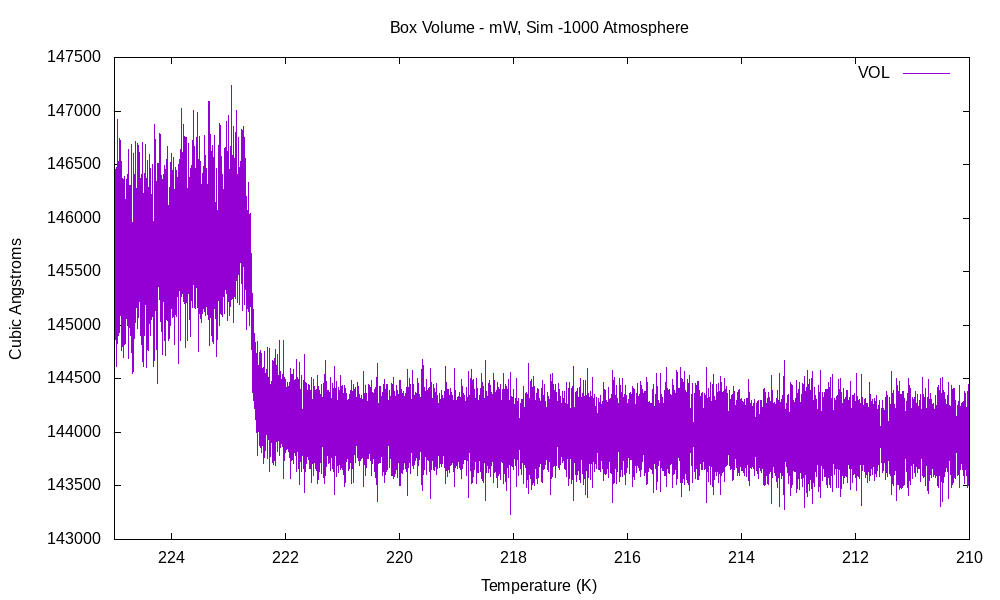 Box Volume - mW, Sim -1000 Atmosphere
VOL
147500
147000
146500
146000
145500
145000
144500
144000
143500
143000
Cubic Angstroms
224 222 220 218 216 214 212 210
Temperature (K)